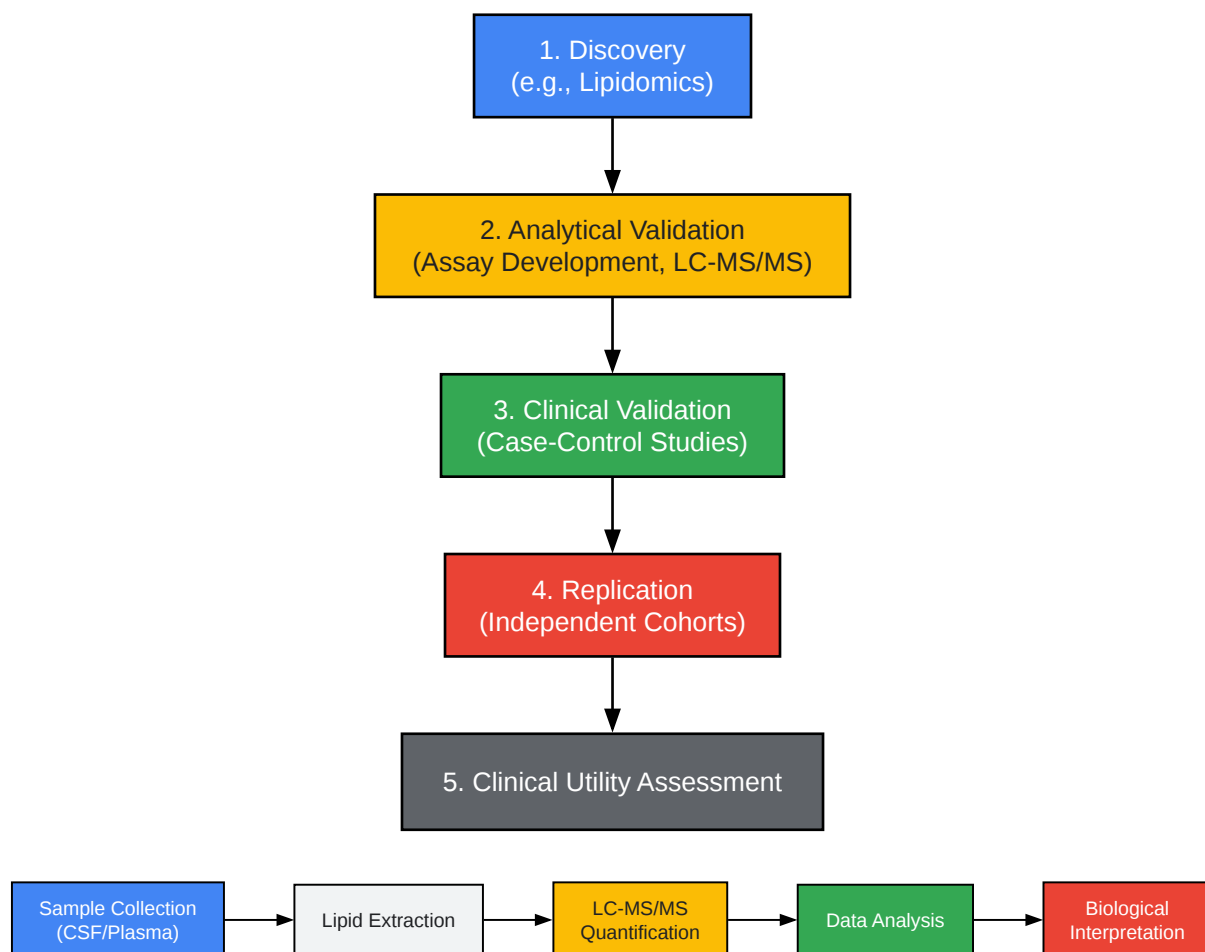 1. Discovery
(e.g., Lipidomics)
2. Analytical Validation
(Assay Development, LC-MS/MS)
3. Clinical Validation
(Case-Control Studies)
4. Replication
(Independent Cohorts)
5. Clinical Utility Assessment
Sample Collection
(CSF/Plasma)
Lipid Extraction
LC-MS/MS
Quantification
Data Analysis
Biological
Interpretation